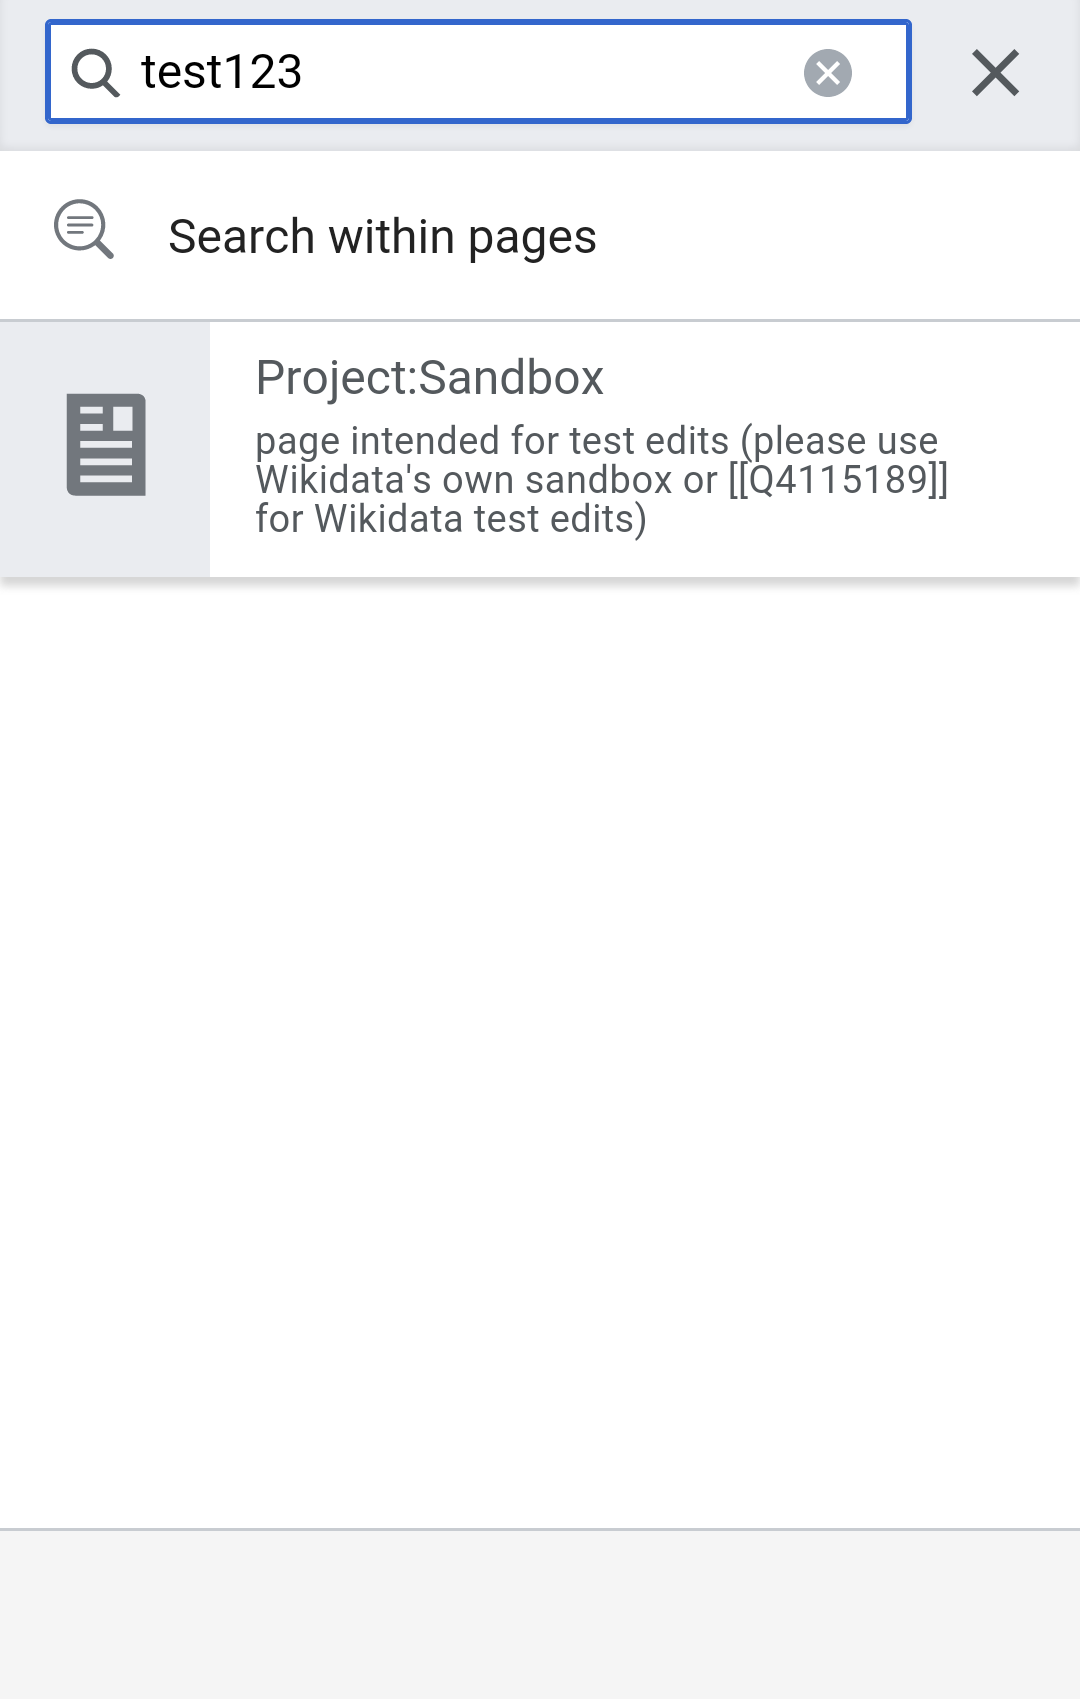 test123
Search within pages
Project:Sandbox
page intended for test edits (please use
Wikidata's own sandbox or [[Q4115189]]
for Wikidata test edits)